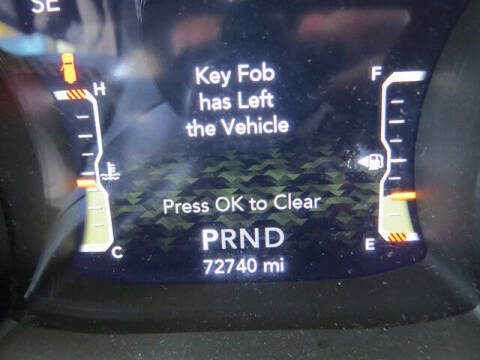 SE
Key Fob
has Left
the Vehicle
H
F
Press OK to Clear
C
E
PRND
72740 mi